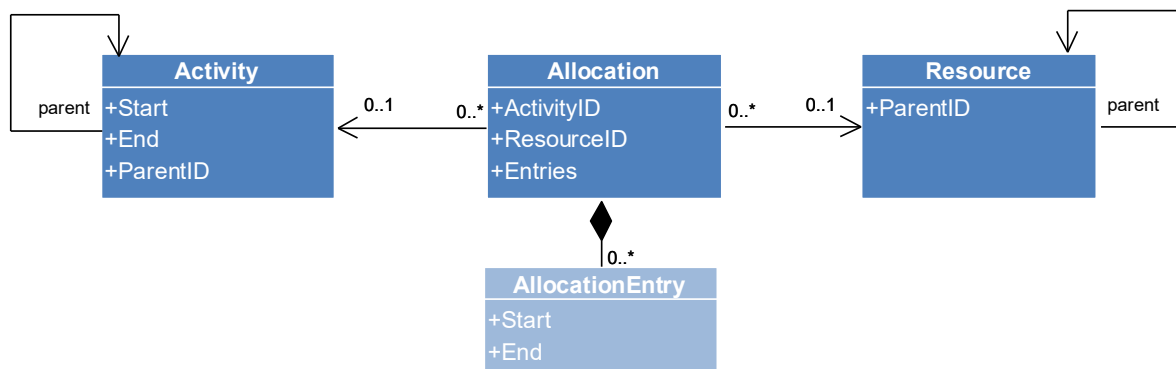 Activity
+Start
+End
+ParentID
parent
0..1
0..*
Allocation
+ActivityID
+ResourceID
+Entries
0..*
0..1
Resource
+ParentID
parent
0..*
AllocationEntry
+Start
+End